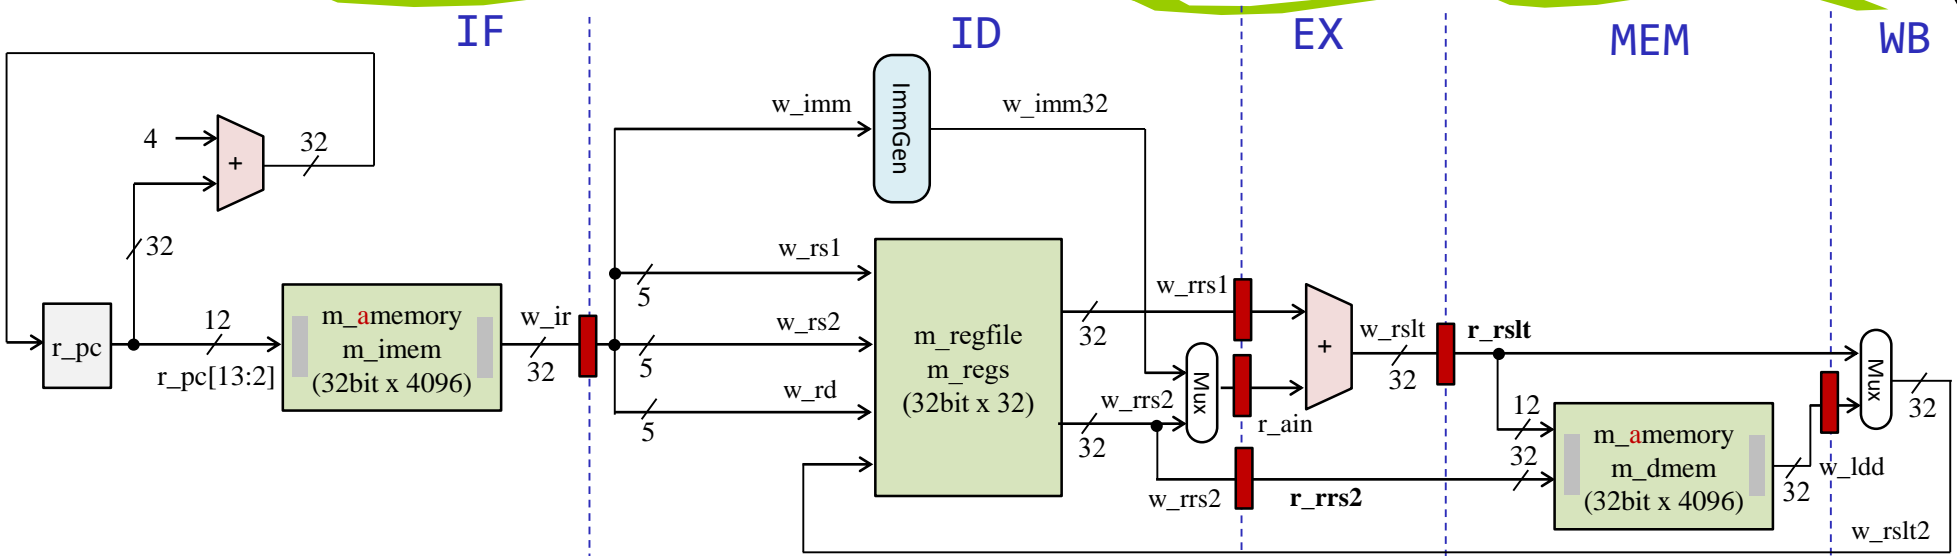 IF
ID
EX
MEM
WB
4
+
32
32
r_pc
12
r_pc[13:2]
m_amemory
m_imem
(32bit x 4096)
w_ir
32
w_imm
ImmGen
w_imm32
w_rs1
5
w_rs2
5
w_rd
5
m_regfile
m_regs
(32bit x 32)
w_rrs1
32
w_rrs2
32
Mux
r_ain
w_rrs2
r_rrs2
+
w_rslt
32
r_rslt
12
32
m_amemory
m_dmem
(32bit x 4096)
32
w_ldd
Mux
32
w_rslt2